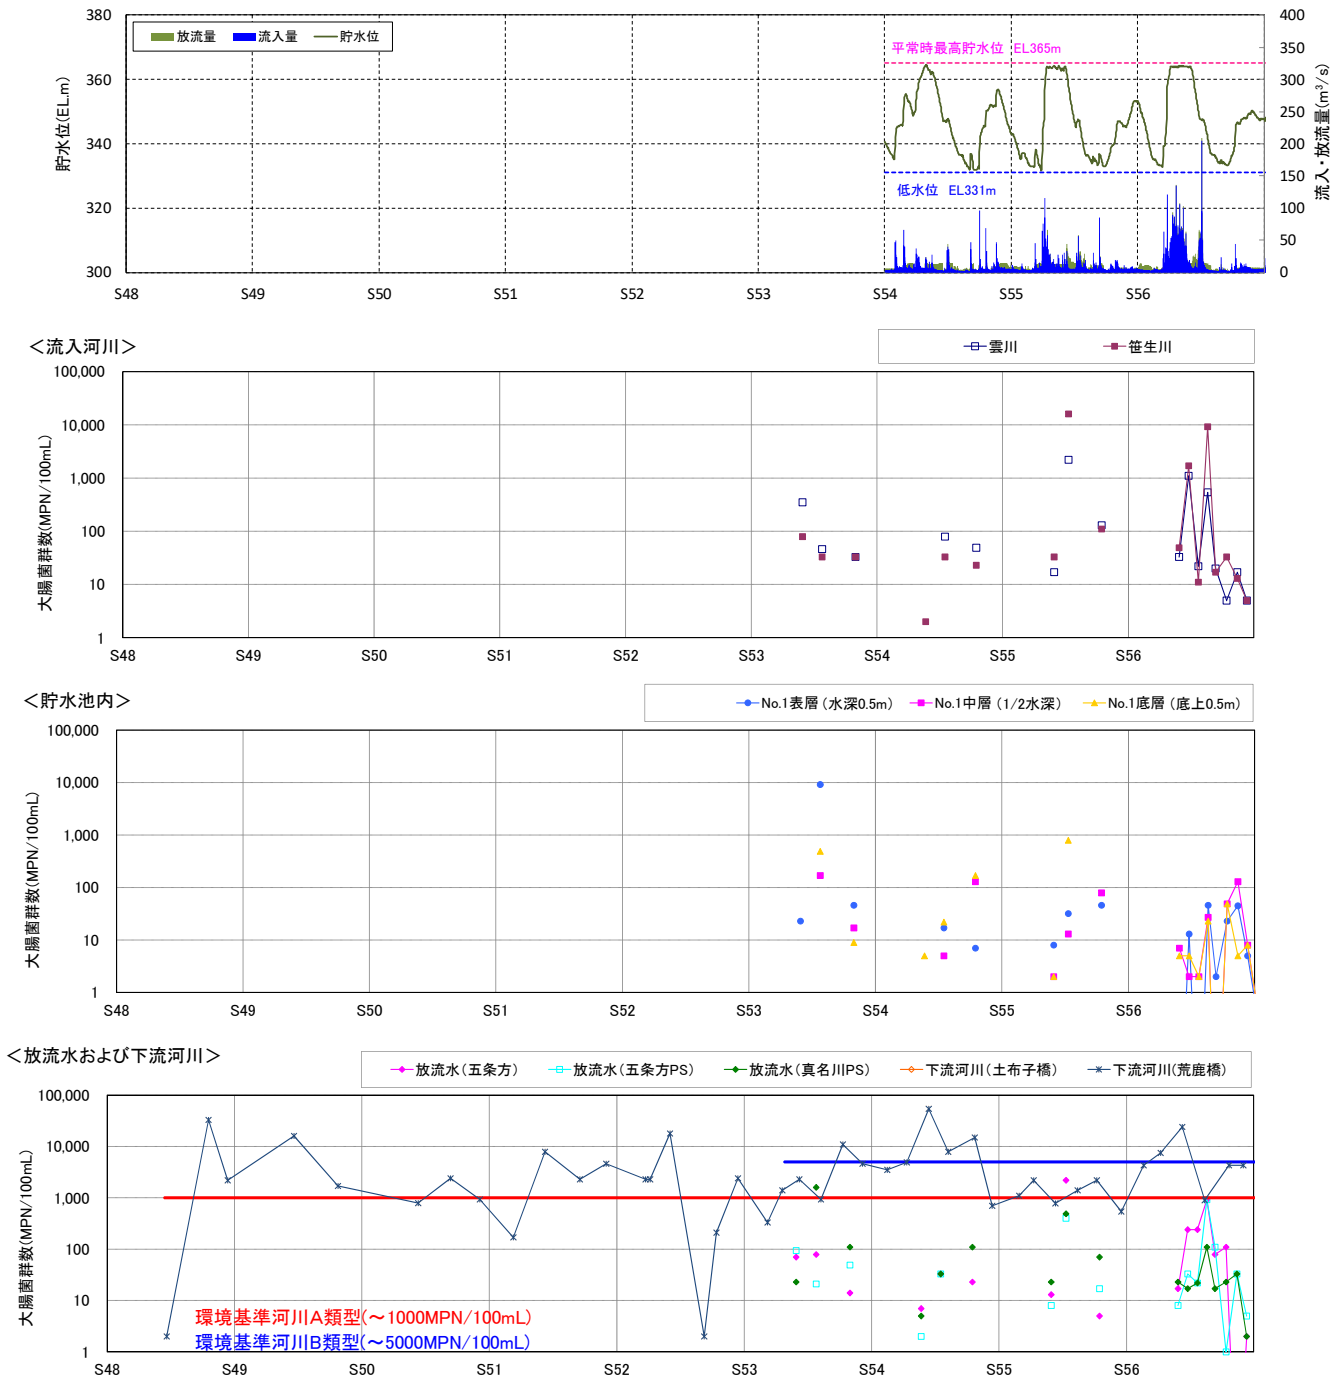 380
360
340
320
300
貯水位(EL.m)
放流量 流入量 貯水位
平常時最高貯水位 EL365m
低水位 EL331m
400
350
300
250
200
150
100
50
0
流入・放流量(m³/s)
S48 S49 S50 S51 S52 S53 S54 S55 S56
＜流入河川＞
雲川 笹生川
100,000
10,000
1,000
100
10
1
大腸菌群数(MPN/100mL)
S48 S49 S50 S51 S52 S53 S54 S55 S56
＜貯水池内＞
No.1表層（水深0.5m） No.1中層（1/2水深） No.1底層（底上0.5m）
100,000
10,000
1,000
100
10
1
大腸菌群数(MPN/100mL)
S48 S49 S50 S51 S52 S53 S54 S55 S56
＜放流水および下流河川＞
放流水（五条方） 放流水（五条方PS） 放流水（真名川PS） 下流河川（土布子橋） 下流河川（荒鹿橋）
100,000
10,000
1,000
100
10
1
大腸菌群数(MPN/100mL)
環境基準河川A類型(～1000MPN/100mL)
環境基準河川B類型(～5000MPN/100mL)
S48 S49 S50 S51 S52 S53 S54 S55 S56